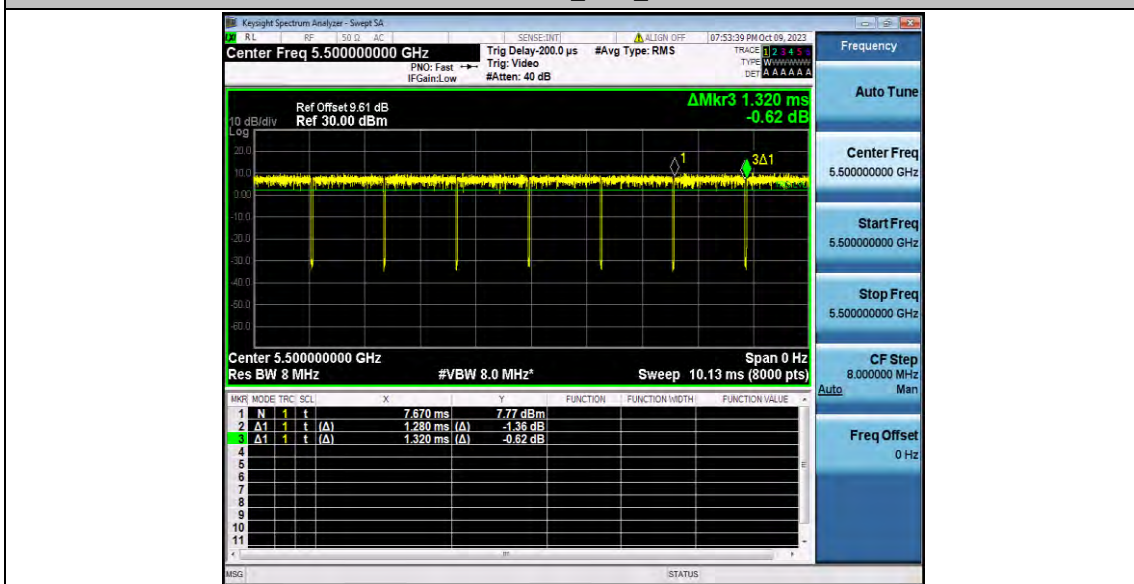 Keysight Spectrum Analyzer - Swept SA
RL RF 50 Ω AC SENSE:INT ALIGN OFF 07:53:39 PM Oct 09, 2023
Center Freq 5.500000000 GHz
PNO: Fast
IFGain:Low
Trig Delay-200.0 µs
Trig: Video
#Atten: 40 dB
#Avg Type: RMS
TRACE 1 2 3 4 5 6
TYPE WWWWWW
DET A A A A A A
Ref Offset 9.61 dB
10 dB/div Ref 30.00 dBm
Log
ΔMkr3 1.320 ms
-0.62 dB
20.0
10.0
0.00
-10.0
-20.0
-30.0
-40.0
-50.0
-60.0
1
3Δ1
Center 5.500000000 GHz Span 0 Hz
Res BW 8 MHz #VBW 8.0 MHz* Sweep 10.13 ms (8000 pts)
MKR MODE TRC SCL X Y FUNCTION FUNCTION WIDTH FUNCTION VALUE
1 N 1 t 7.670 ms 7.77 dBm
2 Δ1 1 t (Δ) 1.280 ms (Δ) -1.36 dB
3 Δ1 1 t (Δ) 1.320 ms (Δ) -0.62 dB
4
5
6
7
8
9
10
11
MSG STATUS
Frequency
Auto Tune
Center Freq
5.500000000 GHz
Start Freq
5.500000000 GHz
Stop Freq
5.500000000 GHz
CF Step
8.000000 MHz
Auto Man
Freq Offset
0 Hz